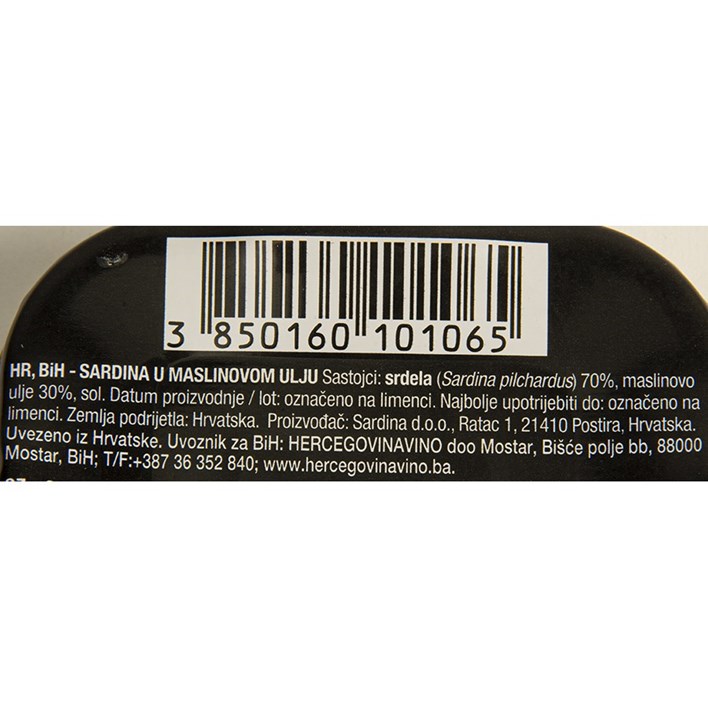 3 850160 101065
HR, BiH - SARDINA U MASLINOVOM ULJU Sastojci: srdela (Sardina pilchardus) 70%, maslinovo
ulje 30%, sol. Datum proizvodnje / lot: označeno na limenci. Najbolje upotrijebiti do: označeno na
limenci. Zemlja podrijetla: Hrvatska. Proizvođač: Sardina d.o.o., Ratac 1, 21410 Postira, Hrvatska.
Uvezeno iz Hrvatske. Uvoznik za BiH: HERCEGOVINAVINO doo Mostar, Bišće polje bb, 88000
Mostar, BiH; T/F:+387 36 352 840; www.hercegovinavino.ba.